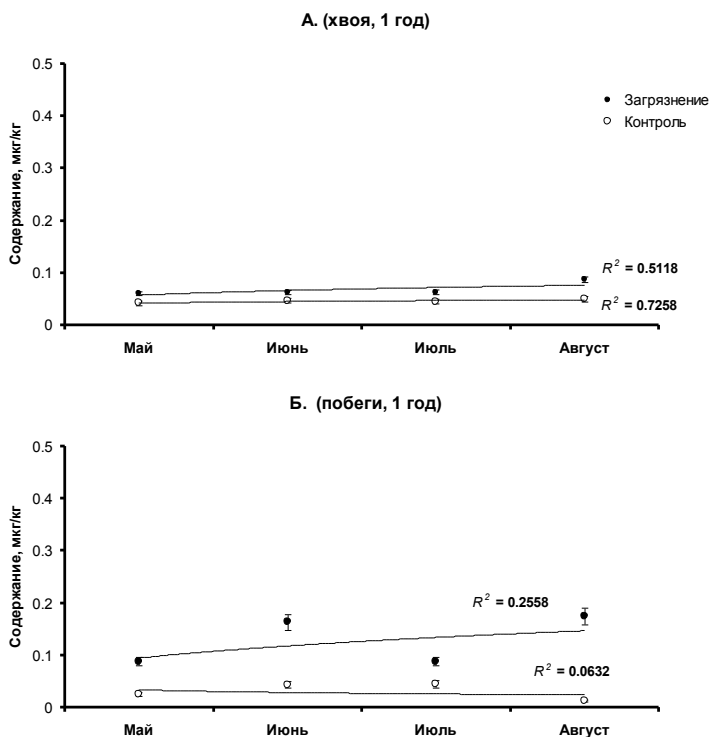 А. (хвоя, 1 год)
Содержание, мкг/кг
0.5
0.4
0.3
0.2
0.1
0
Загрязнение
Контроль
R² = 0.5118
R² = 0.7258
Май Июнь Июль Август
Б. (побеги, 1 год)
Содержание, мкг/кг
0.5
0.4
0.3
0.2
0.1
0
R² = 0.2558
R² = 0.0632
Май Июнь Июль Август